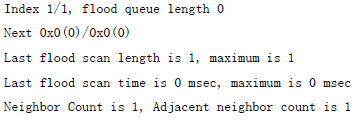 Index 1/1, flood queue length 0
Next 0x0(0)/0x0(0)
Last flood scan length is 1, maximum is 1
Last flood scan time is 0 msec, maximum is 0 msec
Neighbor Count is 1, Adjacent neighbor count is 1